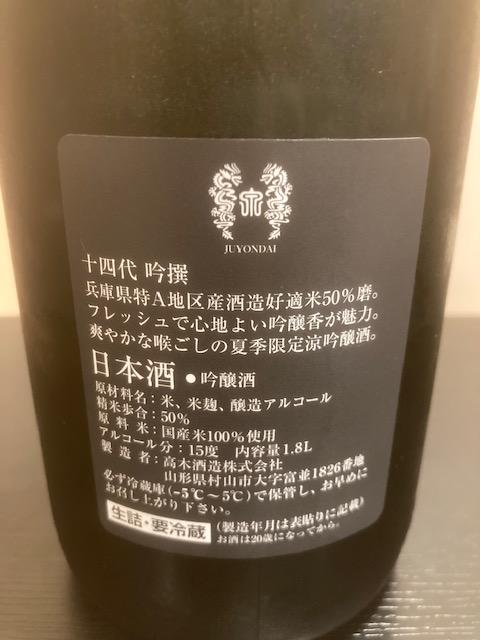 JUYONDAI
十四代 吟撰
兵庫県特A地区産酒造好適米50%磨。
フレッシュで心地よい吟醸香が魅力。
爽やかな喉ごしの夏季限定涼吟醸酒。
日本酒・吟醸酒
原材料名:米、米麹、醸造アルコール
精米歩合:50%
原料米:国産米100%使用
アルコール分:15度 内容量1.8L
製造者:高木酒造株式会社
山形県村山市大字富並1826番地
必ず冷蔵庫(-5℃〜5℃)で保管し、お早めに
お召し上がり下さい。
生詰・要冷蔵
(製造年月は表貼りに記載)
お酒は20歳になってから。